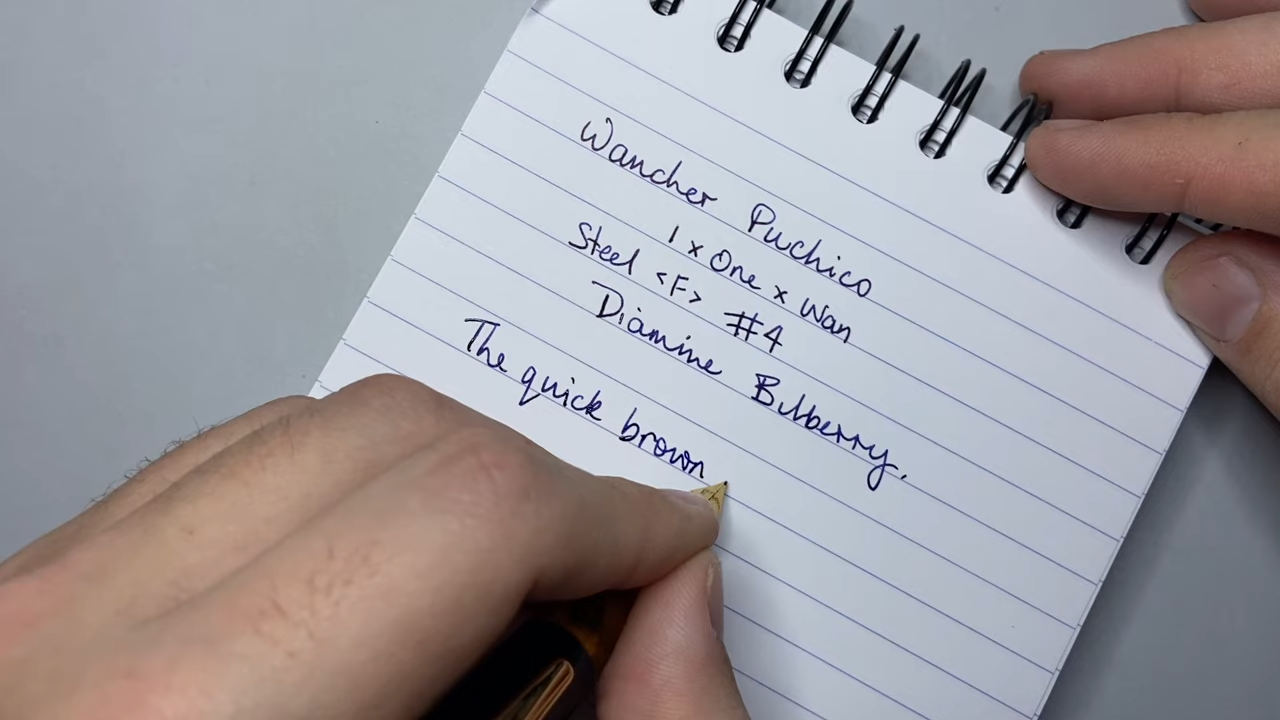 Wancher Puchico
1 x One x Wan
Steel <F> #4
Diamine Bilberry.
The quick brown